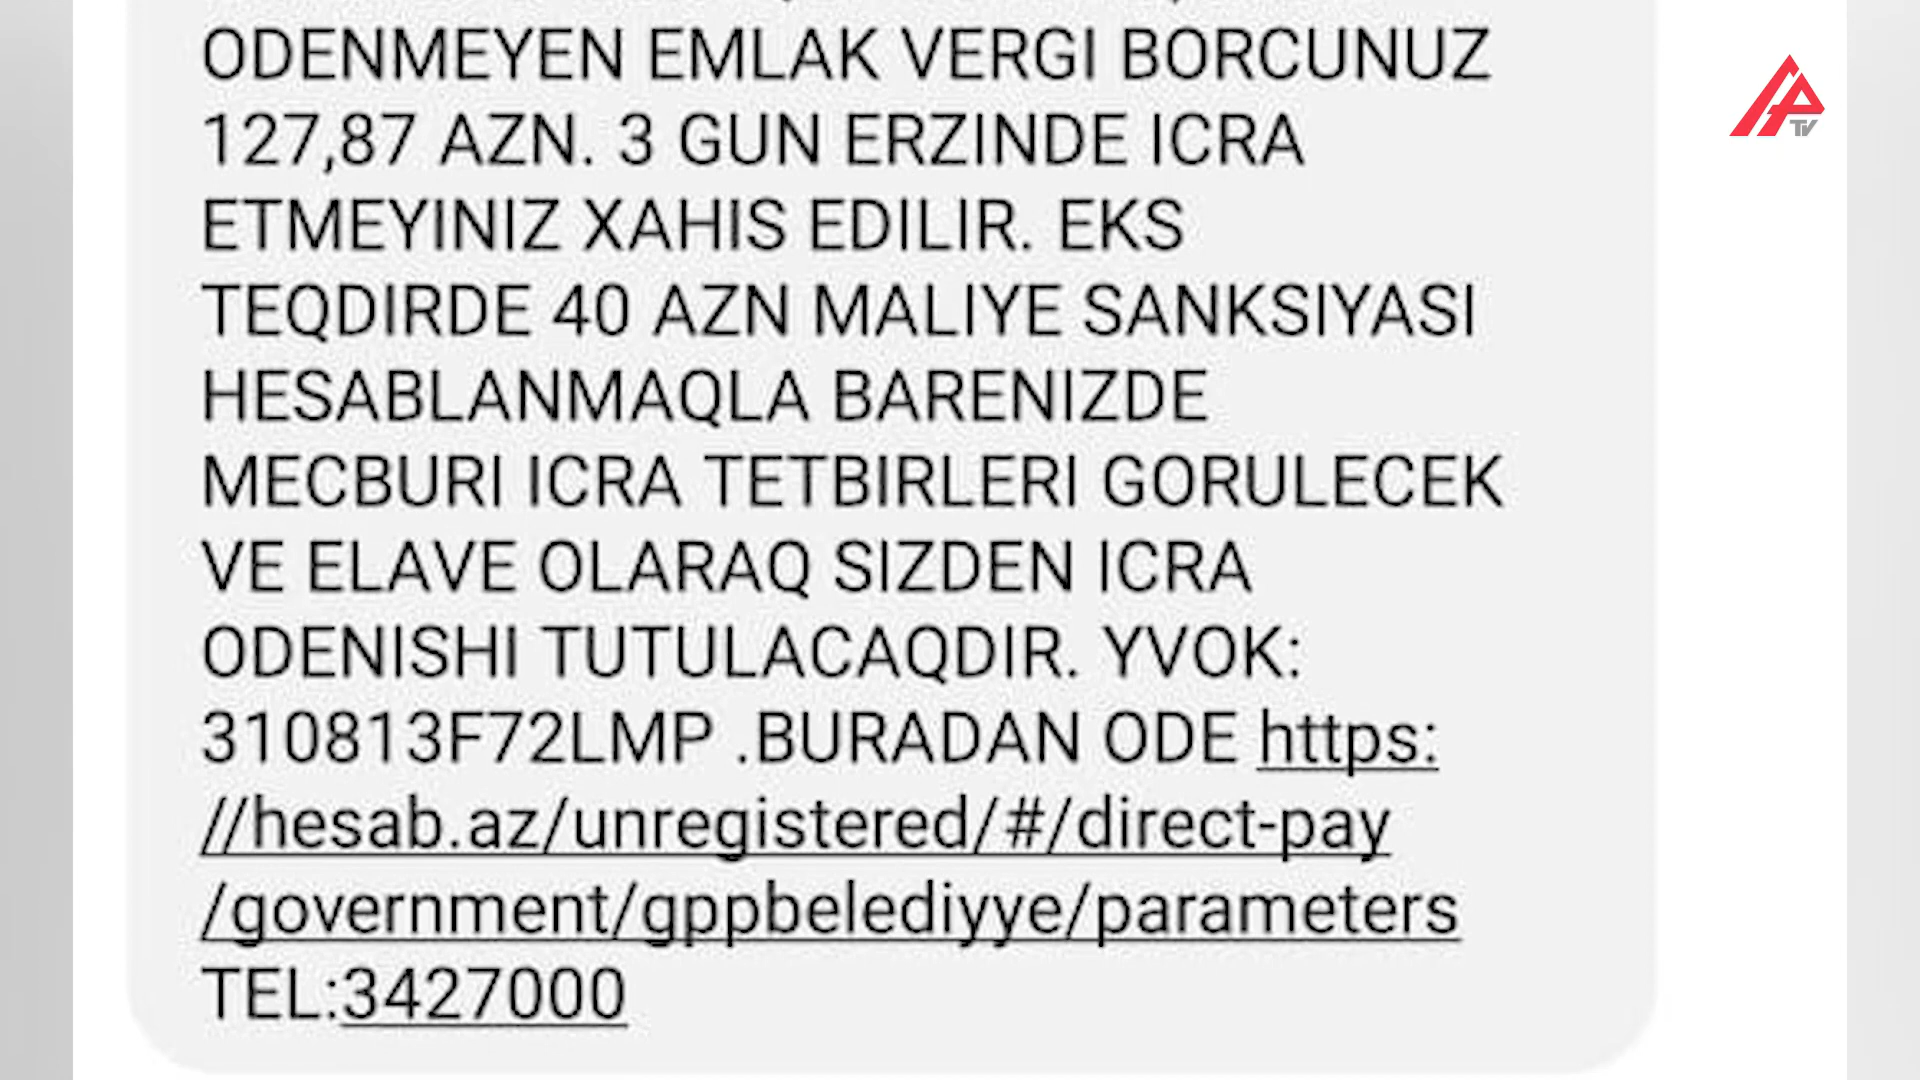 ODENMEYEN EMLAK VERGI BORCUNUZ
127,87 AZN. 3 GUN ERZINDE ICRA
ETMEYINIZ XAHIS EDILIR. EKS
TEQDIRDE 40 AZN MALIYE SANKSIYASI
HESABLANMAQLA BARENIZDE
MECBURI ICRA TETBIRLERI GORULECEK
VE ELAVE OLARAQ SIZDEN ICRA
ODENISHI TUTULACAQDIR. YVOK:
310813F72LMP .BURADAN ODE https:
//hesab.az/unregistered/#/direct-pay
/government/gppbelediyye/parameters
TEL:3427000
AP TV